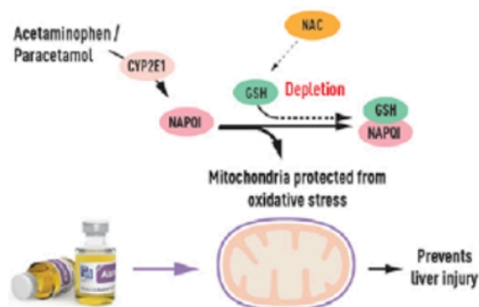 Acetaminophen /
Paracetamol
NAC
CYP2E1
GSH
Depletion
NAPQI
GSH
NAPQI
Mitochondria protected from
oxidative stress
Prevents
liver injury